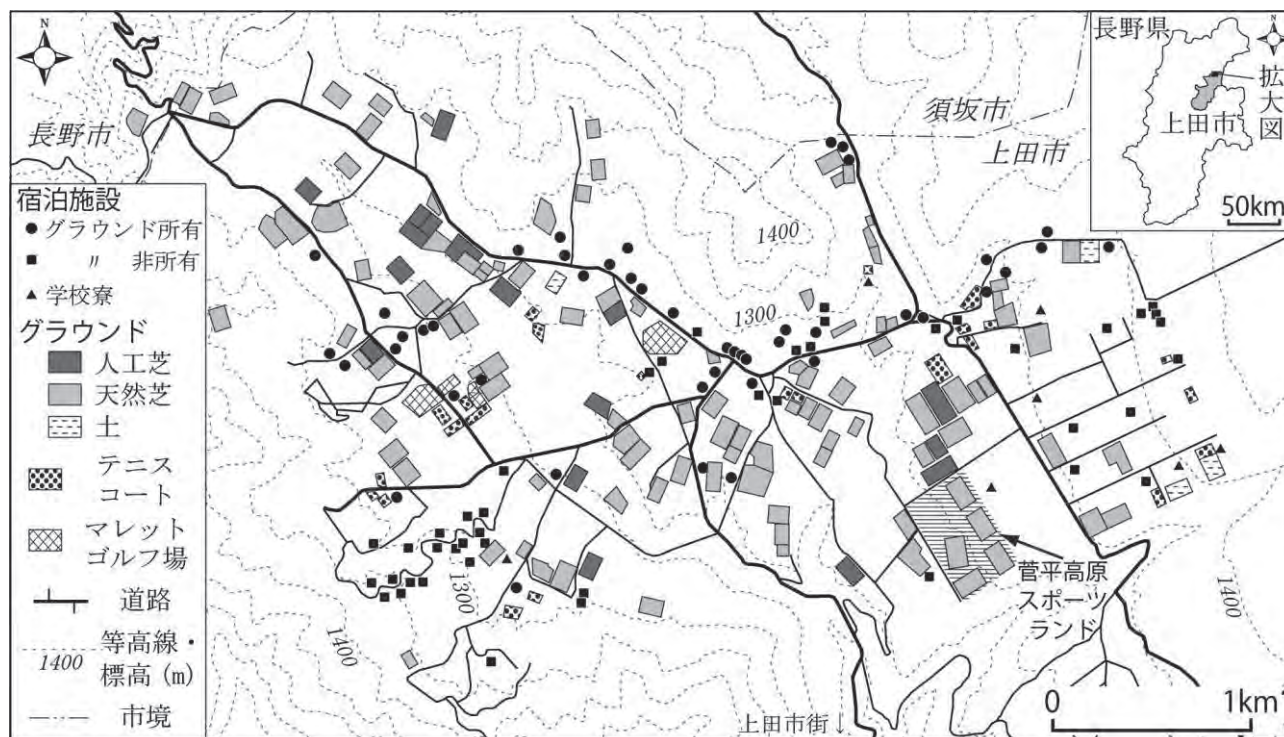 N
長野市
須坂市
上田市
長野県
N
拡大図
上田市
50km
宿泊施設
グラウンド所有
〃 非所有
学校寮
グラウンド
人工芝
天然芝
土
テニス
コート
マレット
ゴルフ場
道路
等高線・
1400
標高(m)
市境
1400
1300
1300
1400
1400
菅平高原
スポーツ
ランド
上田市街↓
0
1km